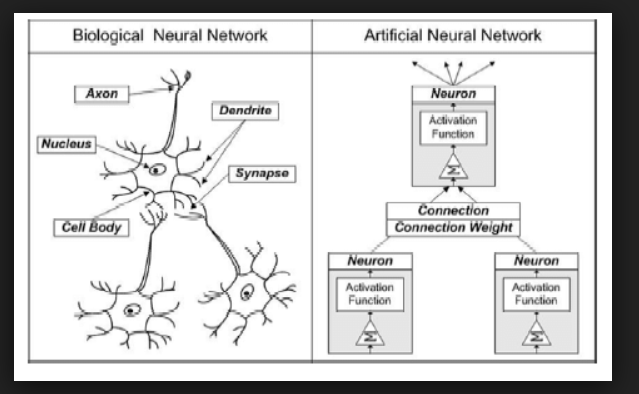 Biological Neural Network
Artificial Neural Network
Axon
Dendrite
Nucleus
Synapse
Cell Body
Neuron
Activation
Function
Σ
Connection
Connection Weight
Neuron
Activation
Function
Σ
Neuron
Activation
Function
Σ